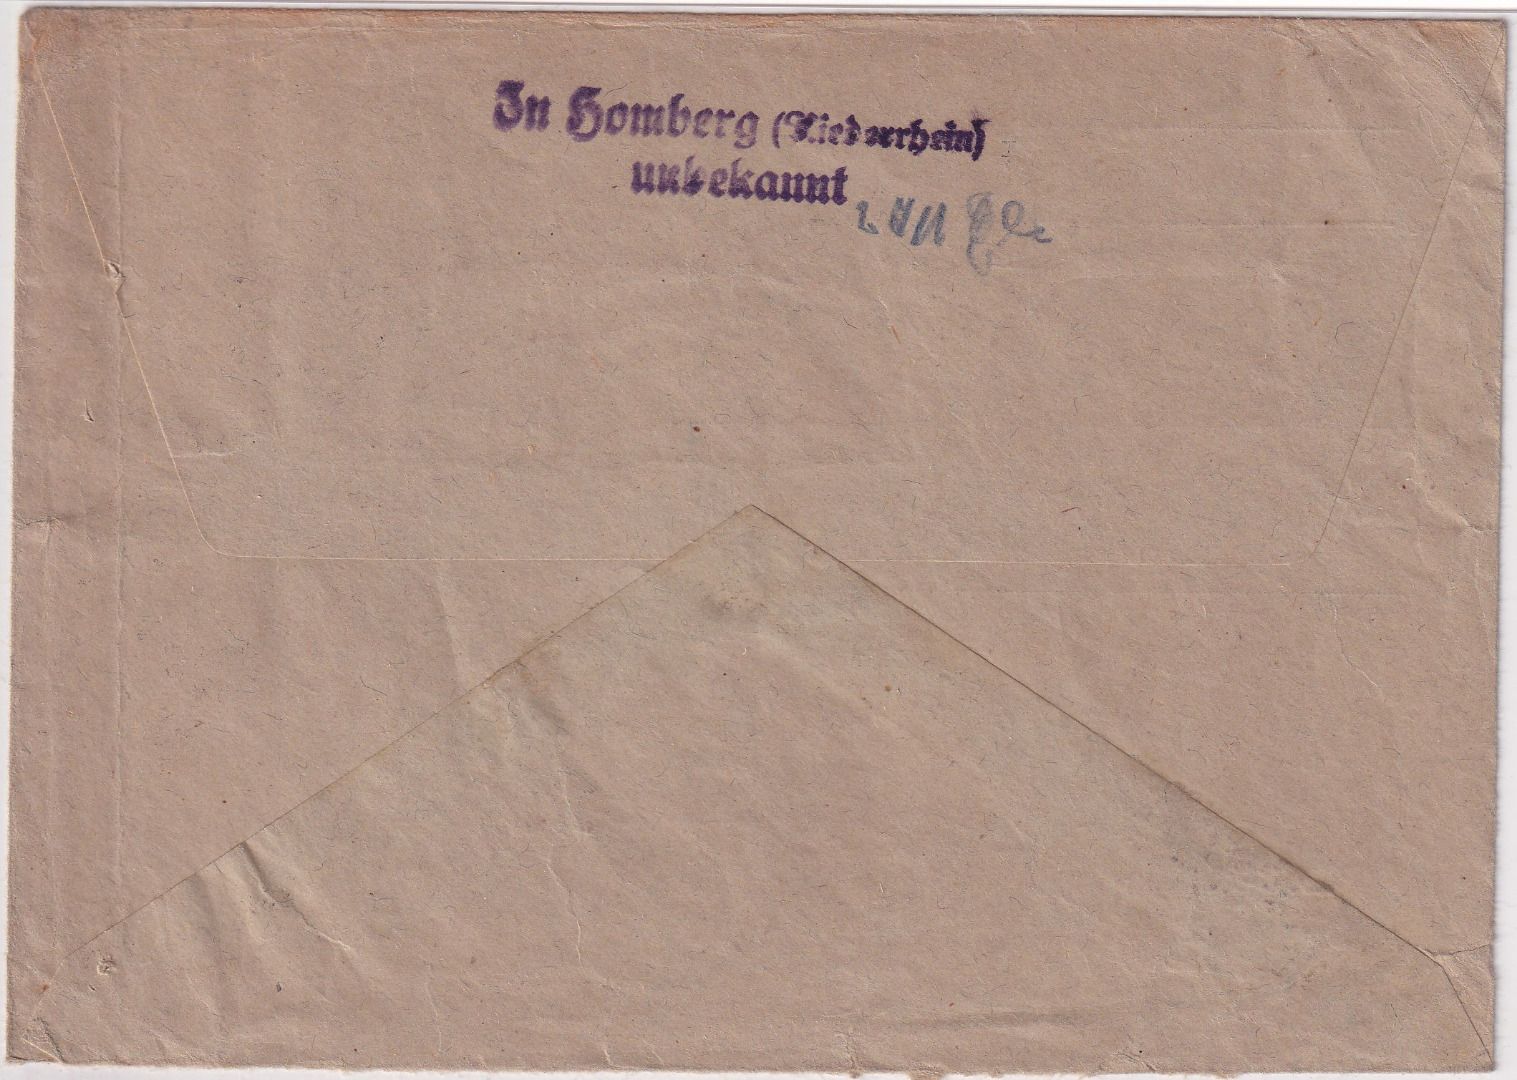 In Homberg (Niederrhein)
unbekannt